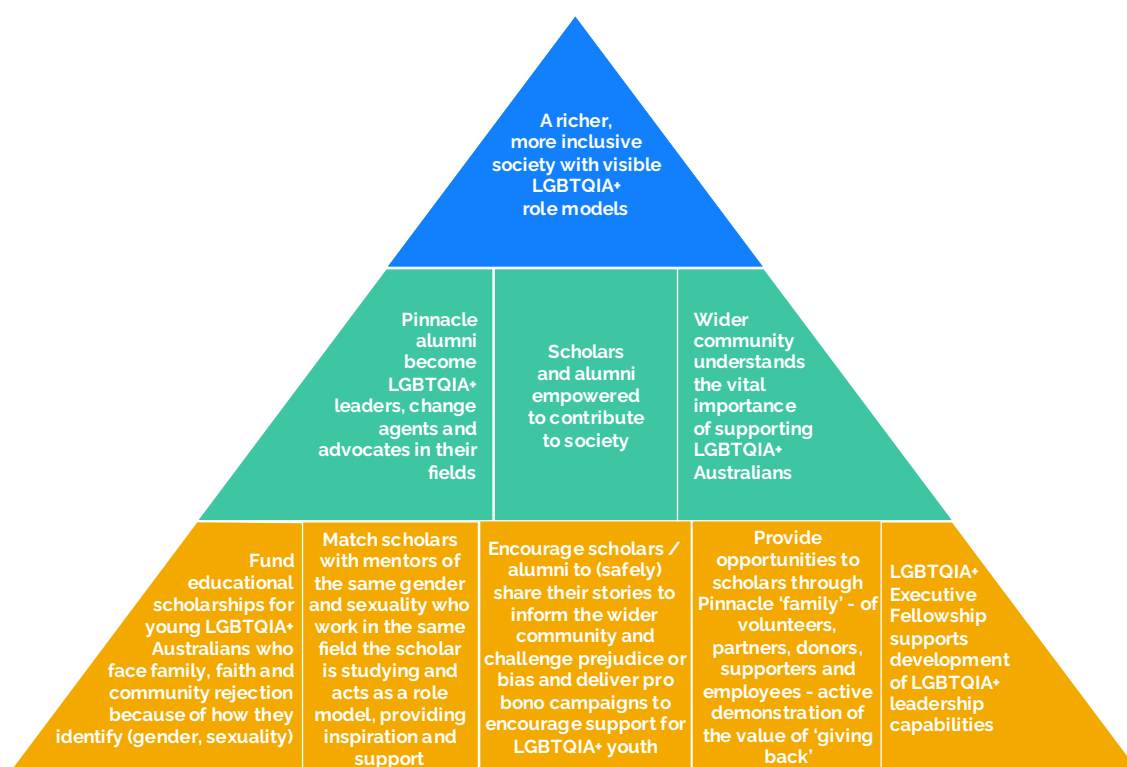 A richer,
more inclusive
society with visible
LGBTQIA+
role models
Pinnacle
alumni
become
LGBTQIA+
leaders, change
agents and
advocates in their
fields
Scholars
and alumni
empowered
to contribute
to society
Wider
community
understands
the vital
importance
of supporting
LGBTQIA+
Australians
Fund
educational
scholarships for
young LGBTQIA+
Australians who
face family, faith and
community rejection
because of how they
identify (gender, sexuality)
Match scholars
with mentors of
the same gender
and sexuality who
work in the same
field the scholar
is studying and
acts as a role
model, providing
inspiration and
support
Encourage scholars /
alumni to (safely)
share their stories to
inform the wider
community and
challenge prejudice or
bias and deliver pro
bono campaigns to
encourage support for
LGBTQIA+ youth
Provide
opportunities to
scholars through
Pinnacle ‘family’ - of
volunteers,
partners, donors,
supporters and
employees - active
demonstration of
the value of ‘giving
back’
LGBTQIA+
Executive
Fellowship
supports
development
of LGBTQIA+
leadership
capabilities